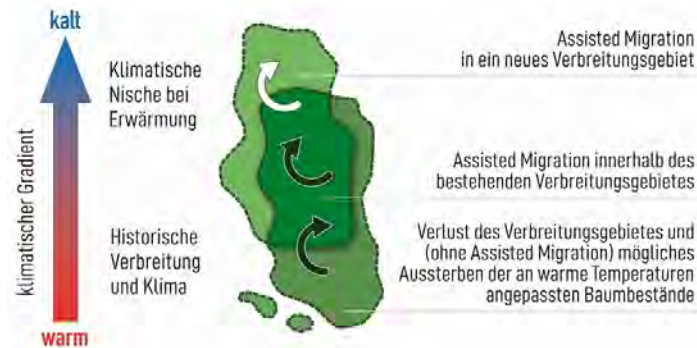 kalt
klimatischer Gradient
warm
Klimatische
Nische bei
Erwärmung
Historische
Verbreitung
und Klima
Assisted Migration
in ein neues Verbreitungsgebiet
Assisted Migration innerhalb des
bestehenden Verbreitungsgebietes
Verlust des Verbreitungsgebietes und
(ohne Assisted Migration) mögliches
Aussterben der an warme Temperaturen
angepassten Baumbestände